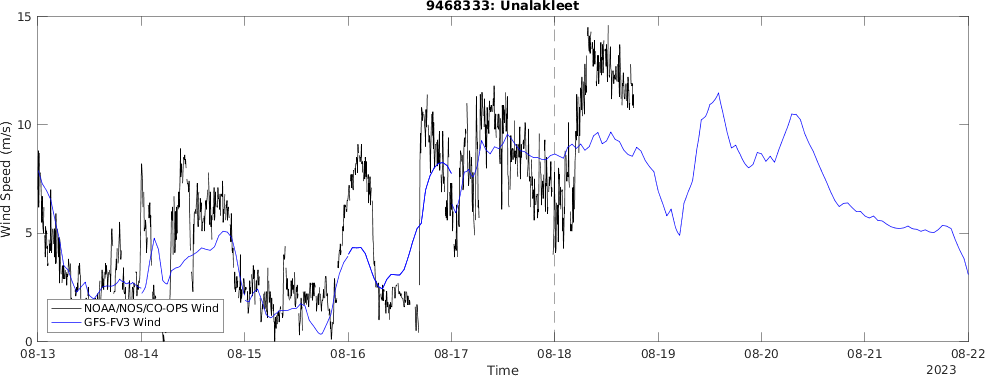 9468333: Unalakleet
15
10
5
0
Wind Speed (m/s)
NOAA/NOS/CO-OPS Wind
GFS-FV3 Wind
08-13 08-14 08-15 08-16 08-17 08-18 08-19 08-20 08-21 08-22
Time
2023